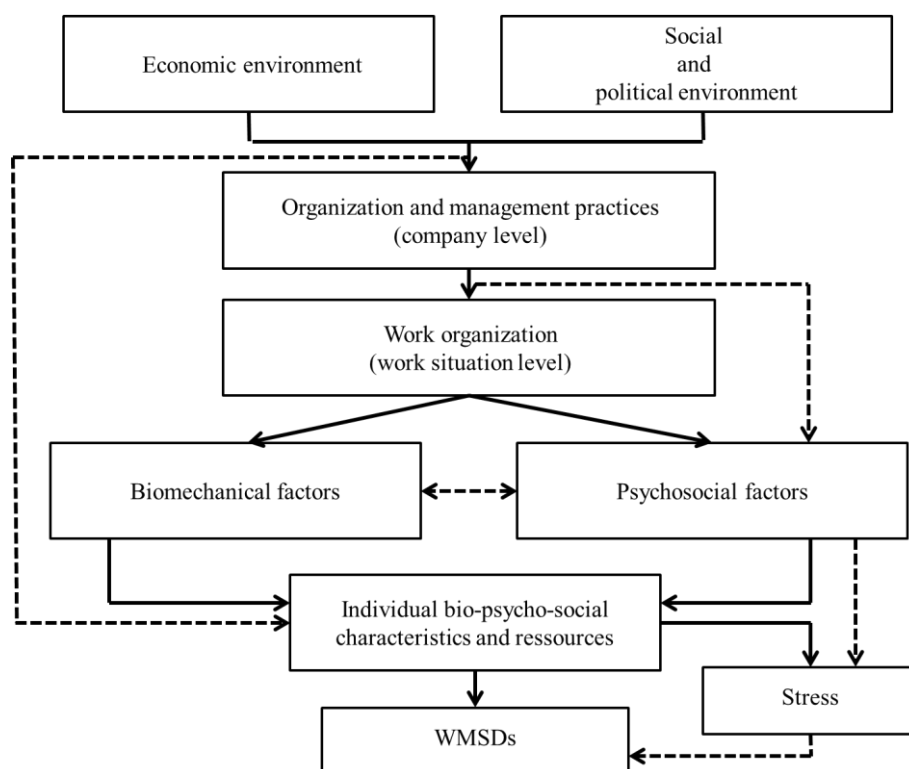 Economic environment
Social
and
political environment
Organization and management practices
(company level)
Work organization
(work situation level)
Biomechanical factors
Psychosocial factors
Individual bio-psycho-social
characteristics and ressources
Stress
WMSDs